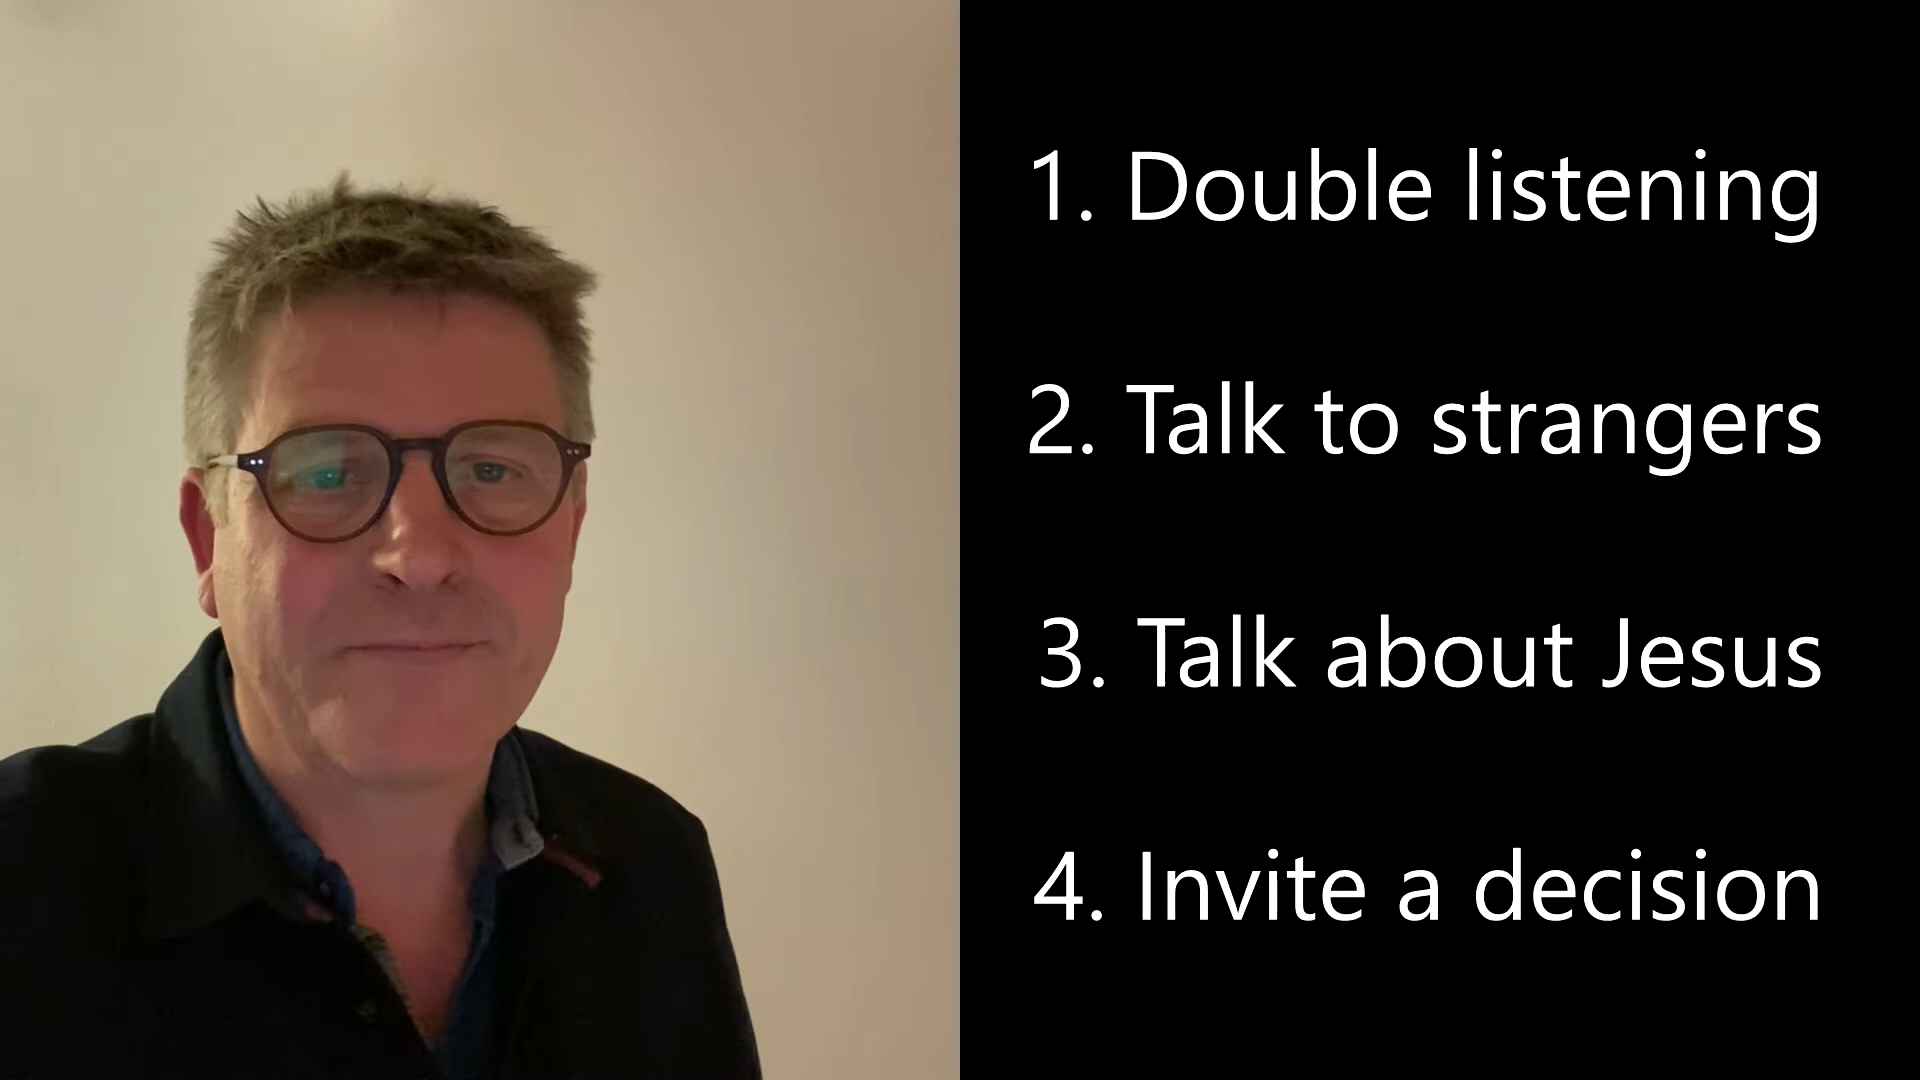 1. Double listening
2. Talk to strangers
3. Talk about Jesus
4. Invite a decision